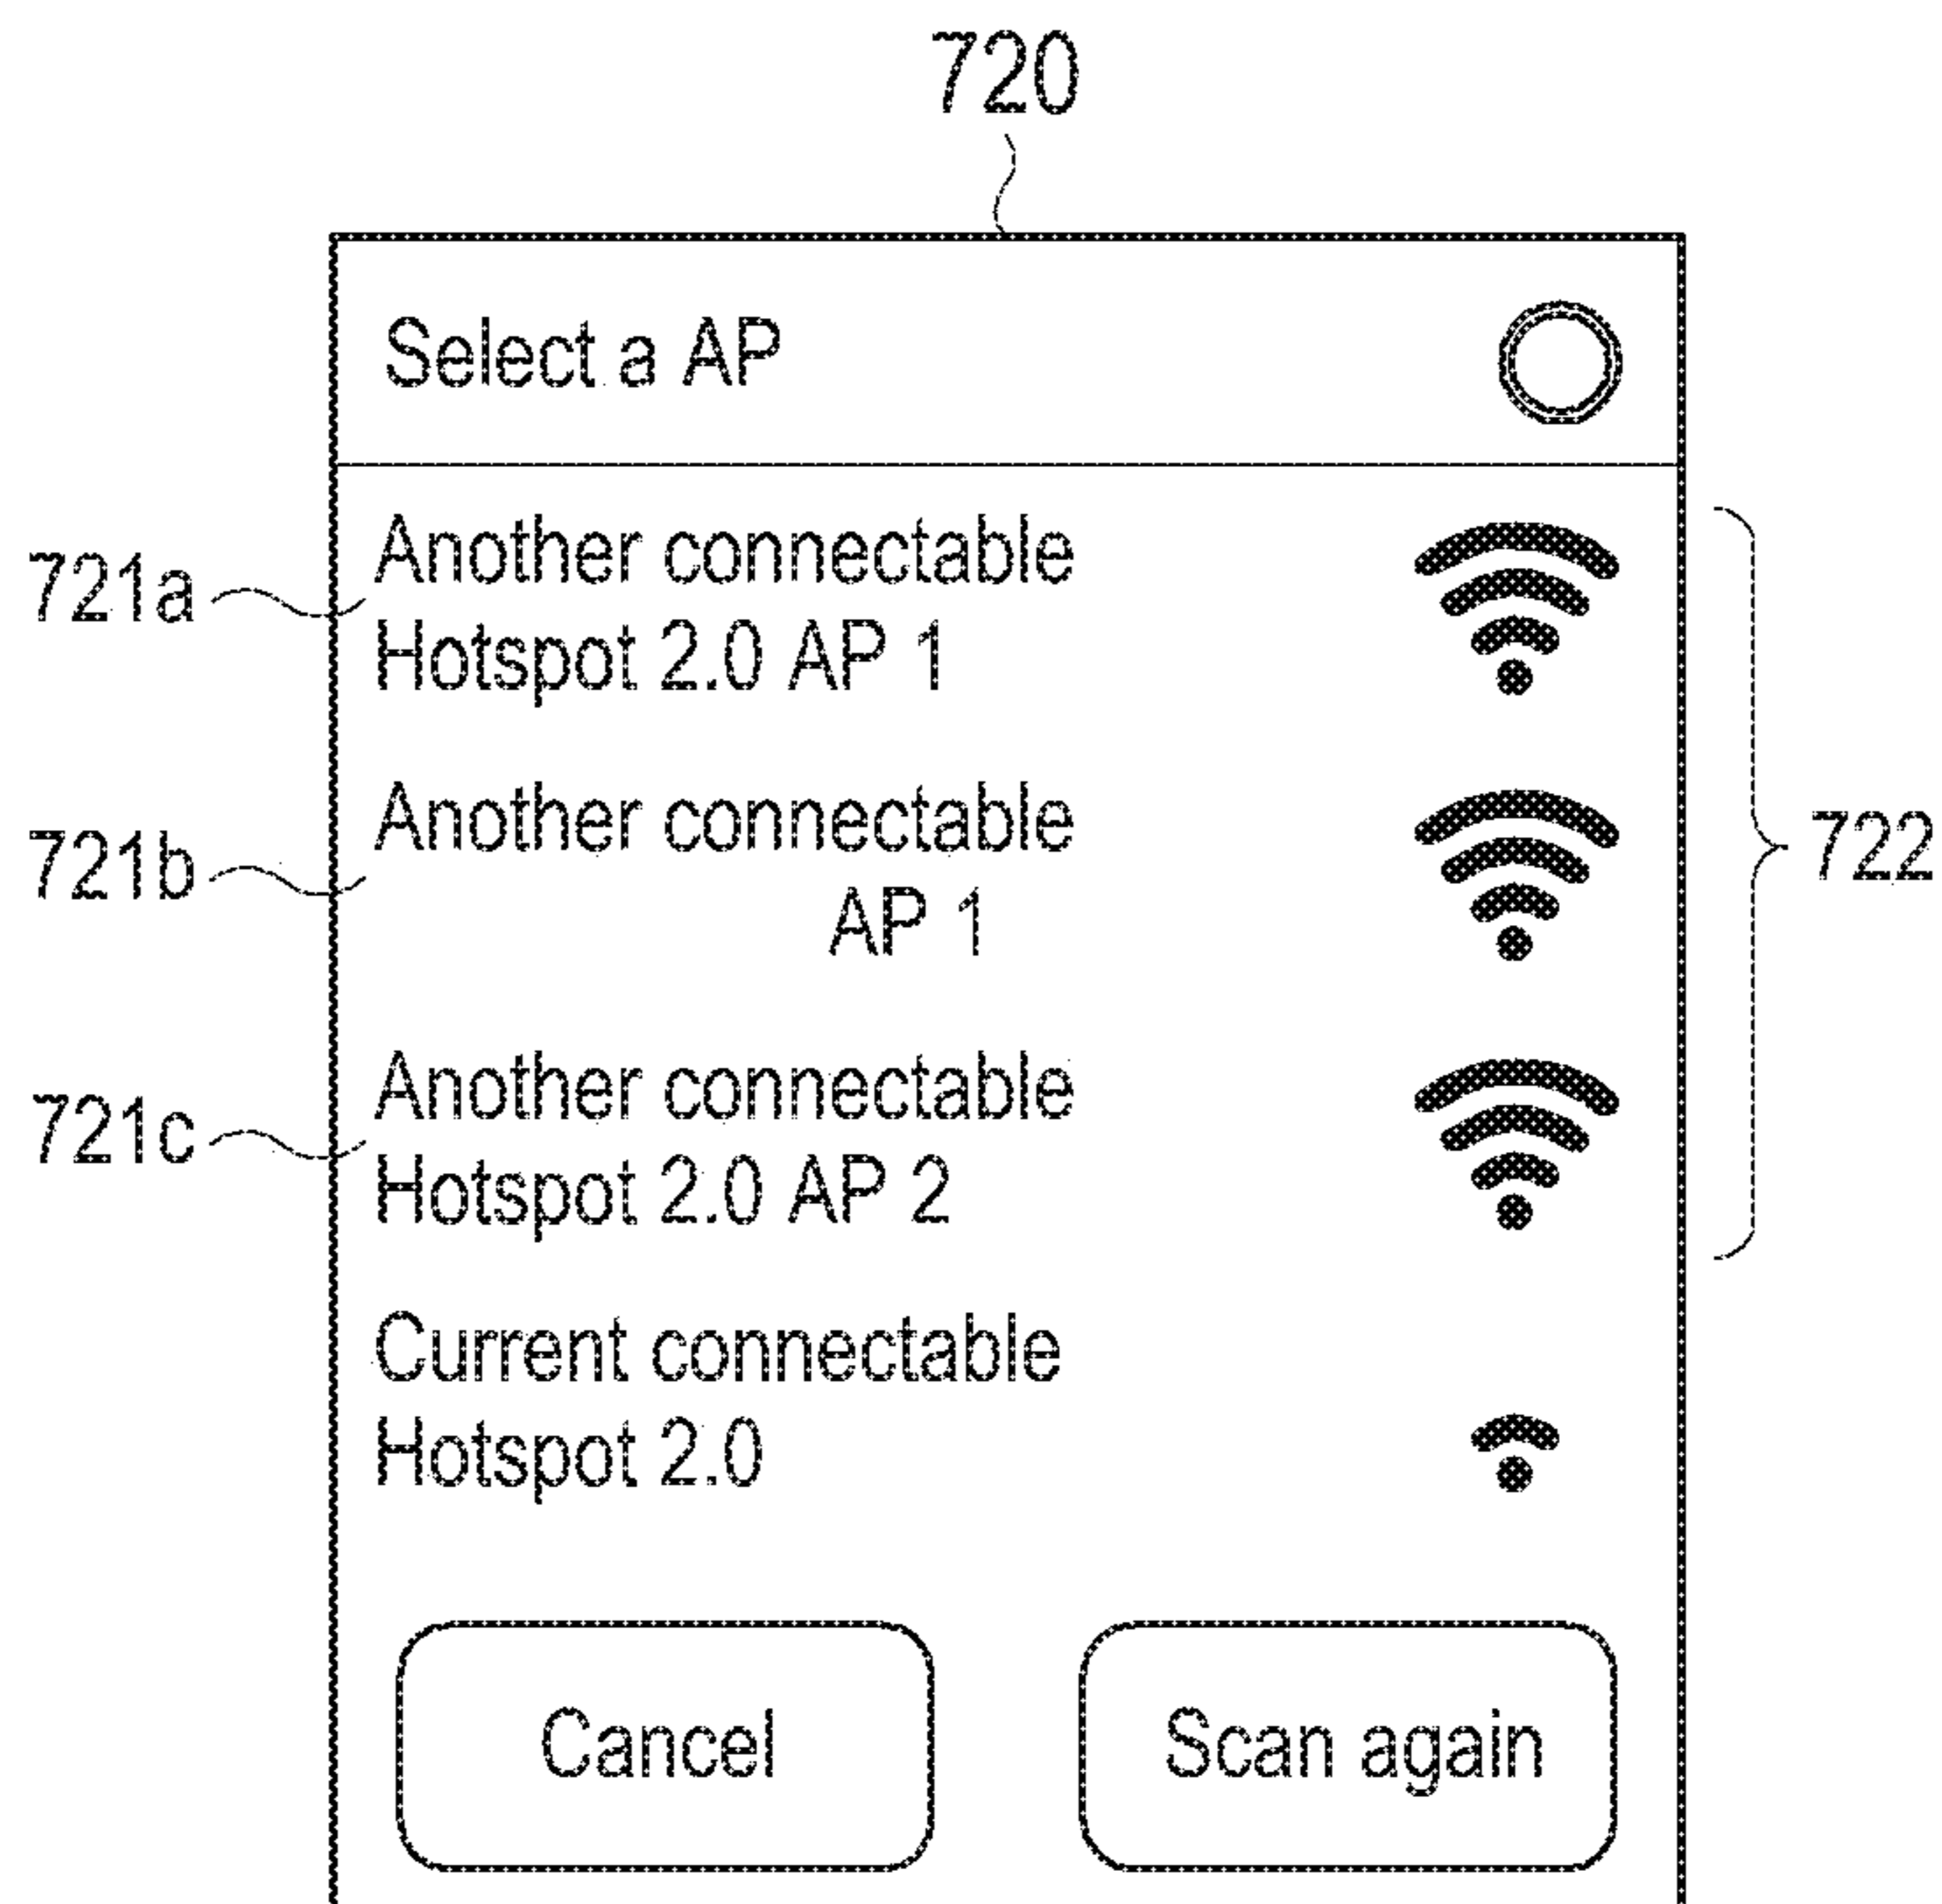 720
Select a AP
721a
Another connectable
Hotspot 2.0 AP 1
721b
Another connectable
AP 1
722
721c
Another connectable
Hotspot 2.0 AP 2
Current connectable
Hotspot 2.0
Cancel
Scan again